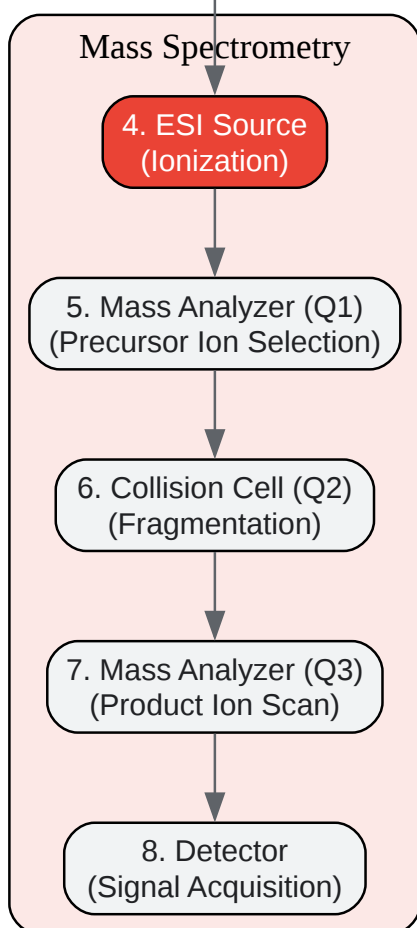 Mass Spectrometry
4. ESI Source
(Ionization)
5. Mass Analyzer (Q1)
(Precursor Ion Selection)
6. Collision Cell (Q2)
(Fragmentation)
7. Mass Analyzer (Q3)
(Product Ion Scan)
8. Detector
(Signal Acquisition)